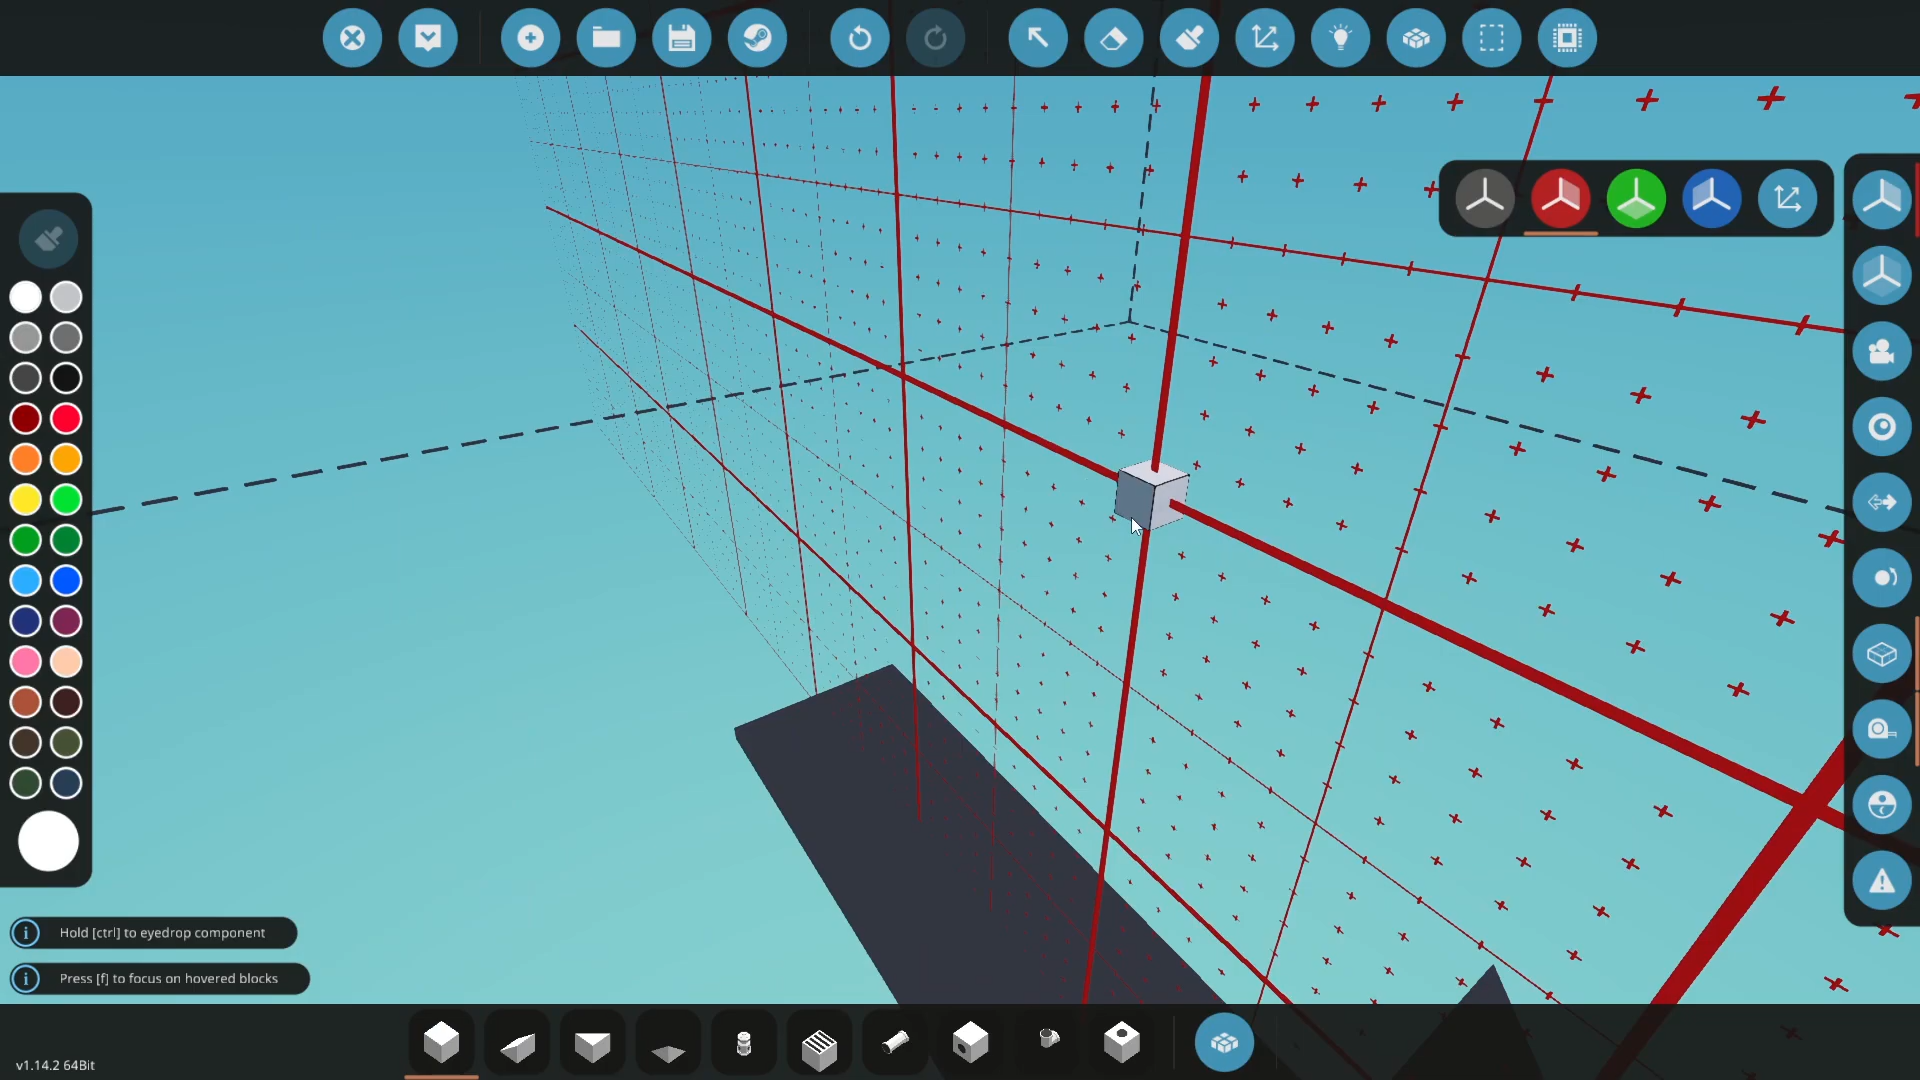 Hold [ctrl] to eyedrop component
Press [f] to focus on hovered blocks
v1.14.2 64Bit